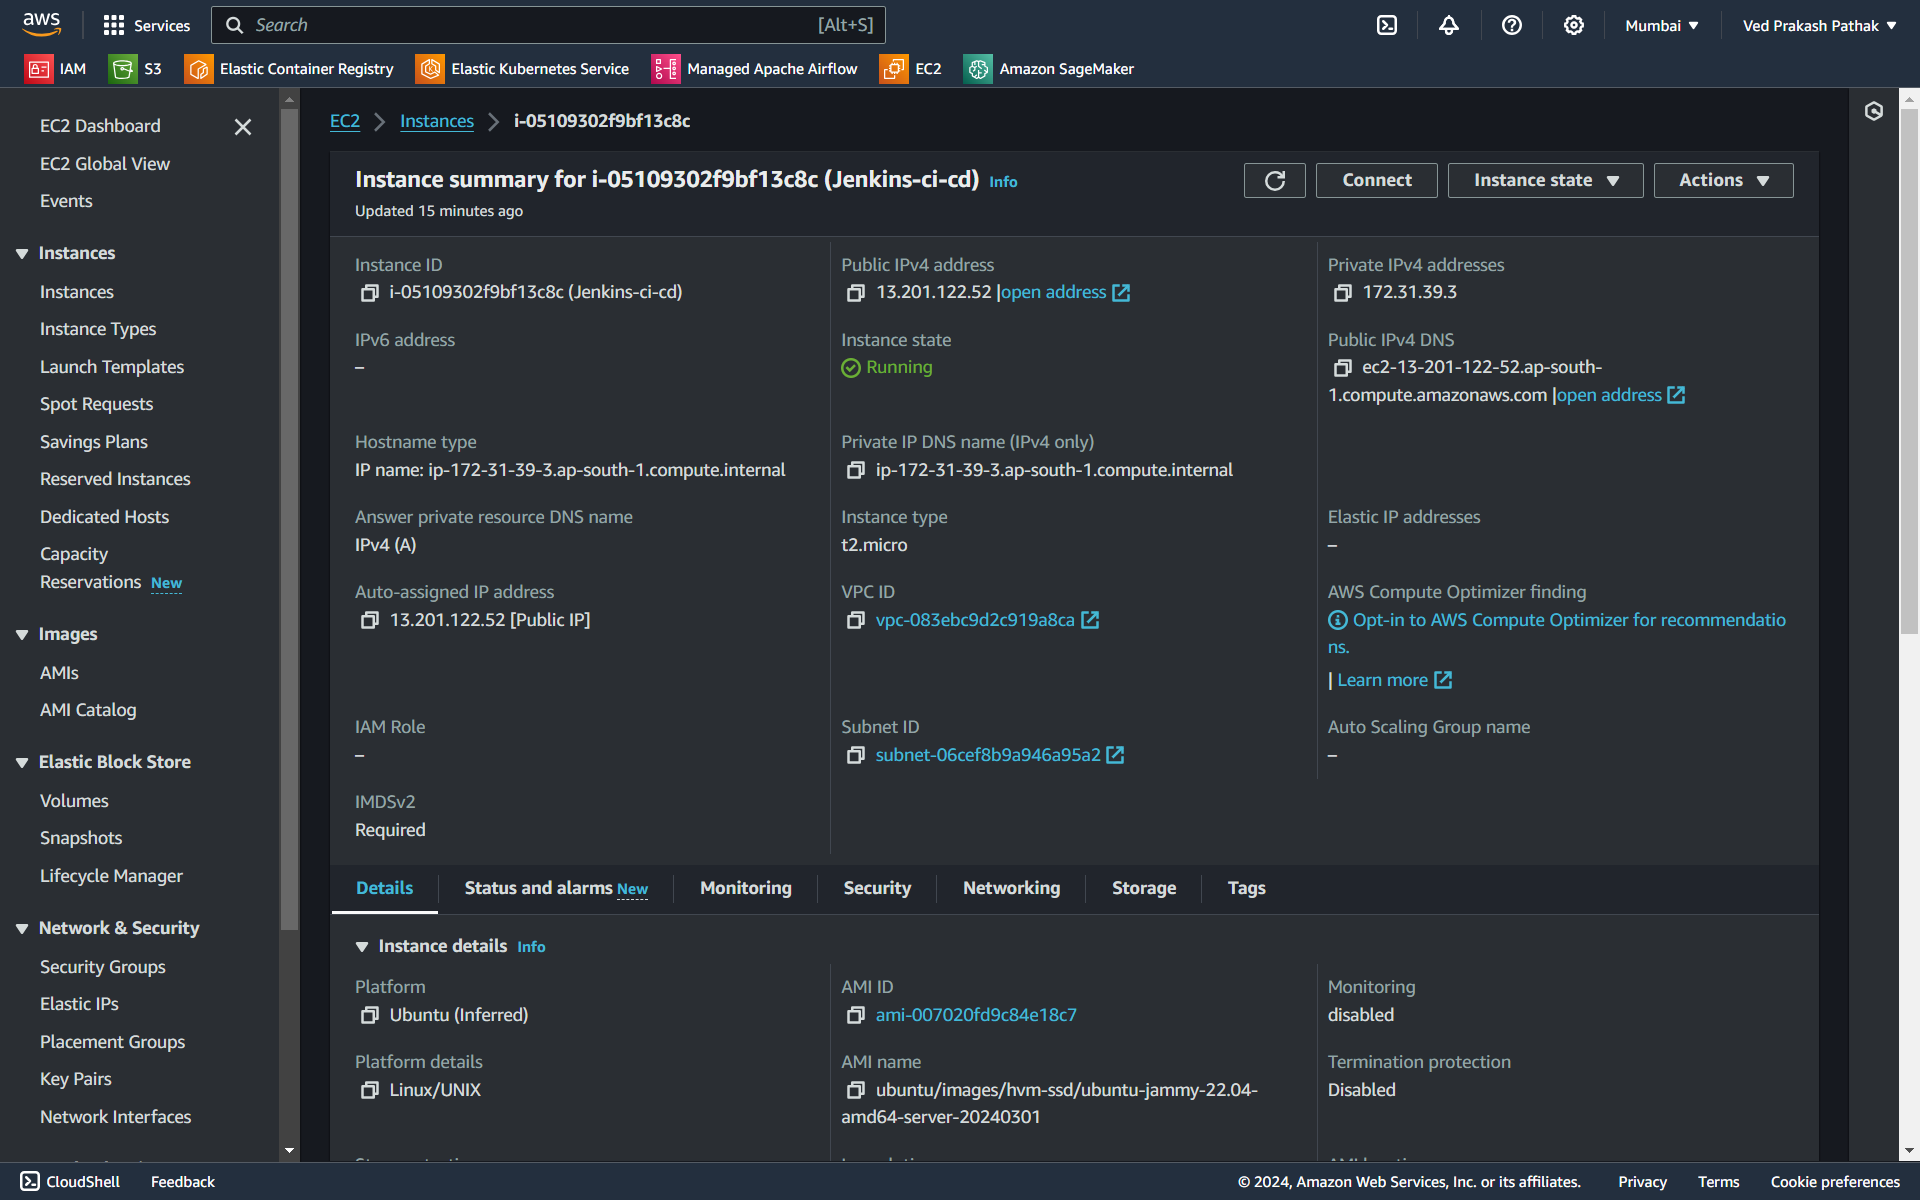 aws
Services
Search
[Alt+S]
Mumbai
Ved Prakash Pathak
IAM
S3
Elastic Container Registry
Elastic Kubernetes Service
Managed Apache Airflow
EC2
Amazon SageMaker
EC2 Dashboard
EC2 Global View
Events
Instances
Instances
Instance Types
Launch Templates
Spot Requests
Savings Plans
Reserved Instances
Dedicated Hosts
Capacity
Reservations New
Images
AMIs
AMI Catalog
Elastic Block Store
Volumes
Snapshots
Lifecycle Manager
Network & Security
Security Groups
Elastic IPs
Placement Groups
Key Pairs
Network Interfaces
EC2
Instances
i-05109302f9bf13c8c
Instance summary for i-05109302f9bf13c8c (Jenkins-ci-cd) Info
Updated 15 minutes ago
Connect
Instance state
Actions
Instance ID
i-05109302f9bf13c8c (Jenkins-ci-cd)
Public IPv4 address
13.201.122.52 |open address
Private IPv4 addresses
172.31.39.3
IPv6 address
–
Instance state
Running
Public IPv4 DNS
ec2-13-201-122-52.ap-south-
1.compute.amazonaws.com |open address
Hostname type
IP name: ip-172-31-39-3.ap-south-1.compute.internal
Private IP DNS name (IPv4 only)
ip-172-31-39-3.ap-south-1.compute.internal
Answer private resource DNS name
IPv4 (A)
Instance type
t2.micro
Elastic IP addresses
–
Auto-assigned IP address
13.201.122.52 [Public IP]
VPC ID
vpc-083ebc9d2c919a8ca
AWS Compute Optimizer finding
Opt-in to AWS Compute Optimizer for recommendatio
ns.
| Learn more
IAM Role
–
Subnet ID
subnet-06cef8b9a946a95a2
Auto Scaling Group name
–
IMDSv2
Required
Details
Status and alarms New
Monitoring
Security
Networking
Storage
Tags
Instance details Info
Platform
Ubuntu (Inferred)
AMI ID
ami-007020fd9c84e18c7
Monitoring
disabled
Platform details
Linux/UNIX
AMI name
ubuntu/images/hvm-ssd/ubuntu-jammy-22.04-
amd64-server-20240301
Termination protection
Disabled
CloudShell
Feedback
© 2024, Amazon Web Services, Inc. or its affiliates.
Privacy
Terms
Cookie preferences